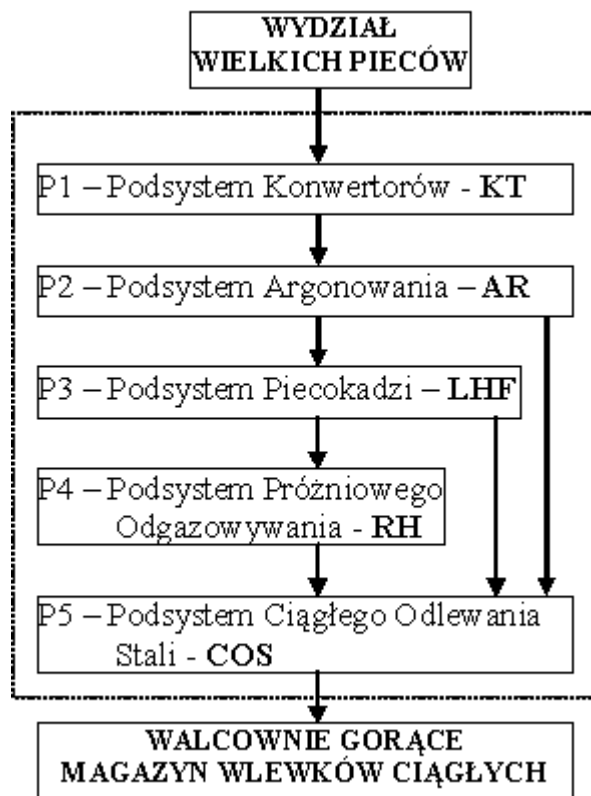 WYDZIAŁ
WIELKICH PIECÓW
P1 – Podsystem Konwertorów - KT
P2 – Podsystem Argonowania – AR
P3 – Podsystem Piecokadzi – LHF
P4 – Podsystem Próżniowego
Odgazowywania - RH
P5 – Podsystem Ciągłego Odlewania
Stali - COS
WALCOWNIE GORĄCE
MAGAZYN WLEWKÓW CIĄGŁYCH